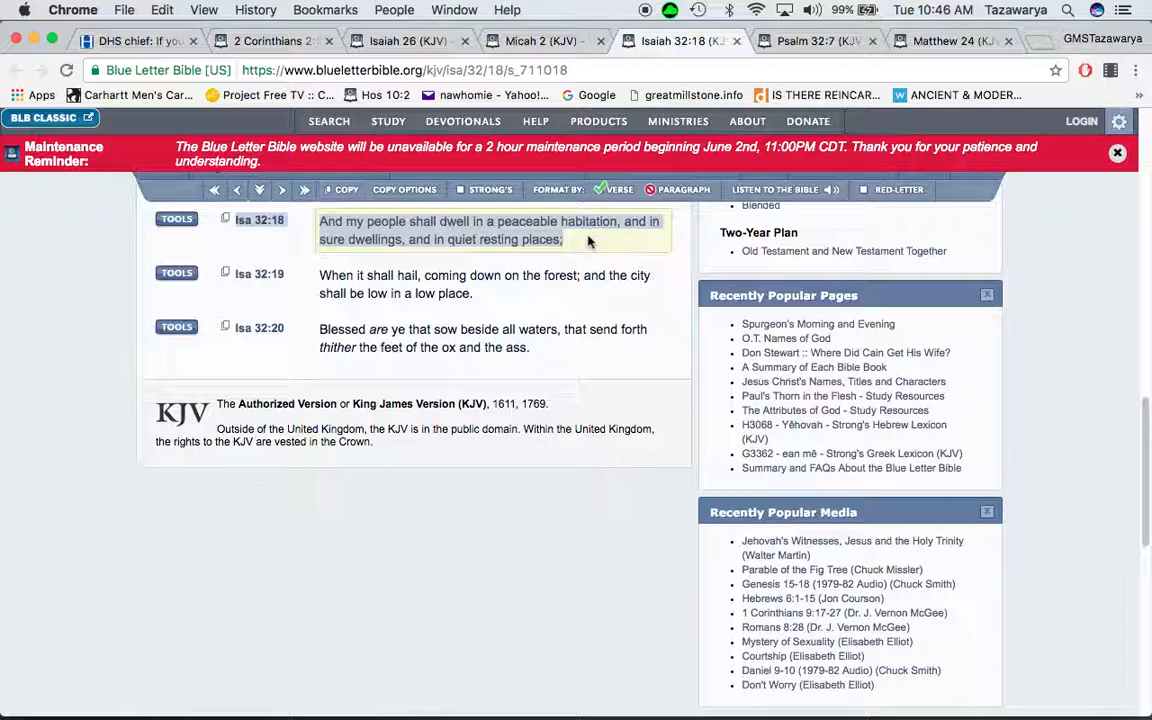 Chrome File Edit View History Bookmarks People Window Help 99% Tue 10:46 AM Tazawarya
DHS chief: If you 2 Corinthians 2: Isaiah 26 (KJV) - Micah 2 (KJV) - Isaiah 32:18 (K Psalm 32:7 (KJV Matthew 24 (KJV GMSTazawarya
Blue Letter Bible [US] https://www.blueletterbible.org/kjv/isa/32/18/s_711018
Apps Carhartt Men's Car... Project Free TV :: C... Hos 10:2 nawhomie - Yahoo!... Google greatmillstone.info IS THERE REINCAR... ANCIENT & MODER... »
BLB CLASSIC SEARCH STUDY DEVOTIONALS HELP PRODUCTS MINISTRIES ABOUT DONATE LOGIN
Maintenance Reminder:
The Blue Letter Bible website will be unavailable for a 2 hour maintenance period beginning June 2nd, 11:00PM CDT. Thank you for your patience and
understanding.
COPY COPY OPTIONS STRONG'S FORMAT BY: VERSE PARAGRAPH LISTEN TO THE BIBLE RED-LETTER
TOOLS Isa 32:18 And my people shall dwell in a peaceable habitation, and in
sure dwellings, and in quiet resting places;
TOOLS Isa 32:19 When it shall hail, coming down on the forest; and the city
shall be low in a low place.
TOOLS Isa 32:20 Blessed are ye that sow beside all waters, that send forth
thither the feet of the ox and the ass.
KJV The Authorized Version or King James Version (KJV), 1611, 1769.
Outside of the United Kingdom, the KJV is in the public domain. Within the United Kingdom,
the rights to the KJV are vested in the Crown.
Blended
Two-Year Plan
Old Testament and New Testament Together
Recently Popular Pages
Spurgeon's Morning and Evening
O.T. Names of God
Don Stewart :: Where Did Cain Get His Wife?
A Summary of Each Bible Book
Jesus Christ's Names, Titles and Characters
Paul's Thorn in the Flesh - Study Resources
The Attributes of God - Study Resources
H3068 - Yĕhovah - Strong's Hebrew Lexicon
(KJV)
G3362 - ean mē - Strong's Greek Lexicon (KJV)
Summary and FAQs About the Blue Letter Bible
Recently Popular Media
Jehovah's Witnesses, Jesus and the Holy Trinity
(Walter Martin)
Parable of the Fig Tree (Chuck Missler)
Genesis 15-18 (1979-82 Audio) (Chuck Smith)
Hebrews 6:1-15 (Jon Courson)
1 Corinthians 9:17-27 (Dr. J. Vernon McGee)
Romans 8:28 (Dr. J. Vernon McGee)
Mystery of Sexuality (Elisabeth Elliot)
Courtship (Elisabeth Elliot)
Daniel 9-10 (1979-82 Audio) (Chuck Smith)
Don't Worry (Elisabeth Elliot)